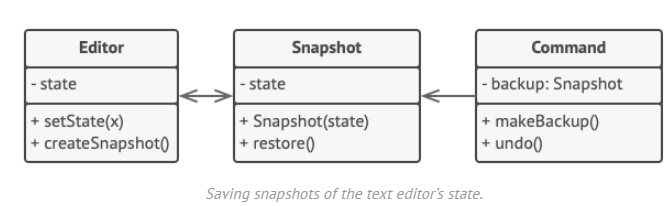 Editor
- state
+ setState(x)
+ createSnapshot()
Snapshot
- state
+ Snapshot(state)
+ restore()
Command
- backup: Snapshot
+ makeBackup()
+ undo()
Saving snapshots of the text editor's state.